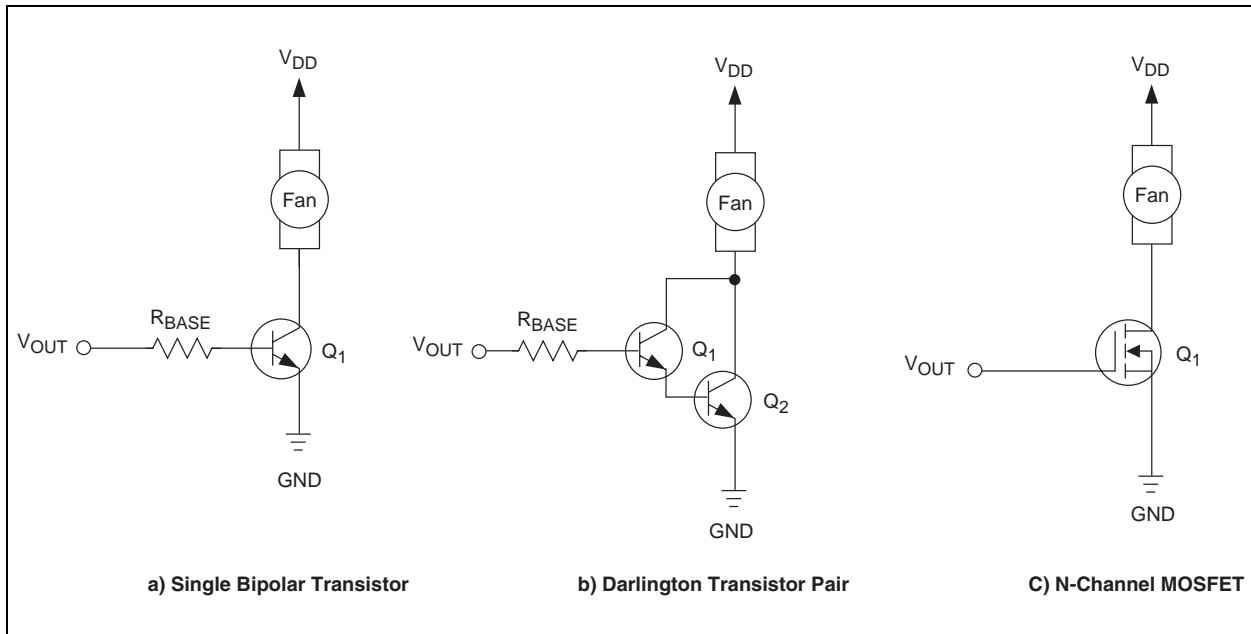 VDD
Fan
RBASE
VOUT
Q1
GND
a) Single Bipolar Transistor
VDD
Fan
RBASE
VOUT
Q1
Q2
GND
b) Darlington Transistor Pair
VDD
Fan
VOUT
Q1
GND
C) N-Channel MOSFET